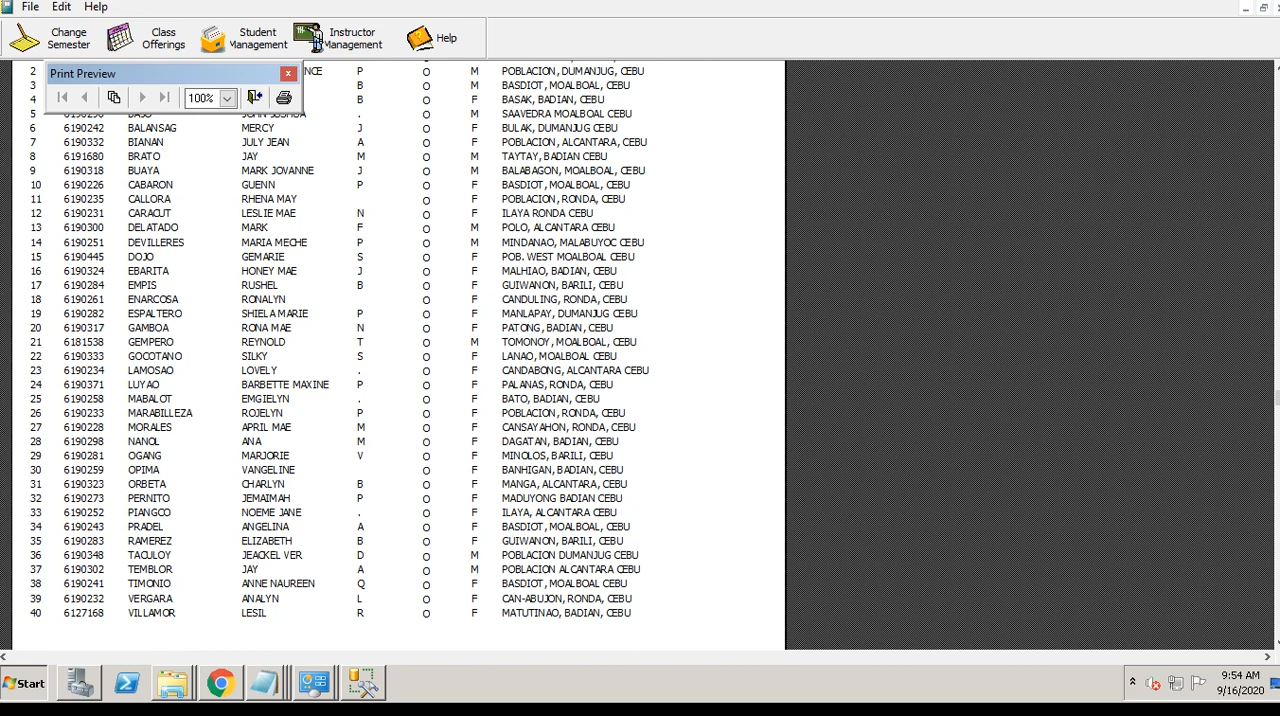 File Edit Help
Change Semester Class Offerings Student Management Instructor Management Help
Print Preview
100%
2 NCE P O M POBLACION, DUMANJUG, CEBU
3 B O M BASDIOT, MOALBOAL, CEBU
4 B O F BASAK, BADIAN, CEBU
5 . O M SAAVEDRA MOALBOAL CEBU
6 6190242 BALANSAG MERCY J O F BULAK, DUMANJUG CEBU
7 6190332 BIANAN JULY JEAN A O F POBLACION, ALCANTARA, CEBU
8 6191680 BRATO JAY M O M TAYTAY, BADIAN CEBU
9 6190318 BUAYA MARK JOVANNE J O M BALABAGON, MOALBOAL, CEBU
10 6190226 CABARON GUENN P O F BASDIOT, MOALBOAL, CEBU
11 6190235 CALLORA RHENA MAY O F POBLACION, RONDA, CEBU
12 6190231 CARACUT LESLIE MAE N O F ILAYA RONDA CEBU
13 6190300 DELATADO MARK F O M POLO, ALCANTARA CEBU
14 6190251 DEVILLERES MARIA MECHE P O M MINDANAO, MALABUYOC CEBU
15 6190445 DOJO GEMARIE S O F POB. WEST MOALBOAL CEBU
16 6190324 EBARITA HONEY MAE J O F MALHIAO, BADIAN, CEBU
17 6190284 EMPIS RUSHEL B O F GUIWANON, BARILI, CEBU
18 6190261 ENARCOSA RONALYN O F CANDULING, RONDA, CEBU
19 6190282 ESPALTERO SHIELA MARIE P O F MANLAPAY, DUMANJUG CEBU
20 6190317 GAMBOA RONA MAE N O F PATONG, BADIAN, CEBU
21 6181538 GEMPERO REYNOLD T O M TOMONOY, MOALBOAL, CEBU
22 6190333 GOCOTANO SILKY S O F LANAO, MOALBOAL CEBU
23 6190234 LAMOSAO LOVELY . O F CANDABONG, ALCANTARA CEBU
24 6190371 LUYAO BARBETTE MAXINE P O F PALANAS, RONDA, CEBU
25 6190258 MABALOT EMGIELYN . O F BATO, BADIAN, CEBU
26 6190233 MARABILLEZA ROJELYN P O F POBLACION, RONDA, CEBU
27 6190228 MORALES APRIL MAE M O F CANSAYAHON, RONDA, CEBU
28 6190298 NANOL ANA M O F DAGATAN, BADIAN, CEBU
29 6190281 OGANG MARJORIE V O F MINOLOS, BARILI, CEBU
30 6190259 OPIMA VANGELINE O F BANHIGAN, BADIAN, CEBU
31 6190323 ORBETA CHARLYN B O F MANGA, ALCANTARA, CEBU
32 6190273 PERNITO JEMAIMAH P O F MADUYONG BADIAN CEBU
33 6190252 PIANGCO NOEME JANE . O F ILAYA, ALCANTARA CEBU
34 6190243 PRADEL ANGELINA A O F BASDIOT, MOALBOAL, CEBU
35 6190283 RAMEREZ ELIZABETH B O F GUIWANON, BARILI, CEBU
36 6190348 TACULOY JEACKEL VER D O M POBLACION DUMANJUG CEBU
37 6190302 TEMBLOR JAY A O M POBLACION ALCANTARA CEBU
38 6190241 TIMONIO ANNE NAUREEN Q O F BASDIOT, MOALBOAL CEBU
39 6190232 VERGARA ANALYN L O F CAN-ABUJON, RONDA, CEBU
40 6127168 VILLAMOR LESIL R O F MATUTINAO, BADIAN, CEBU
Start 9:54 AM
9/16/2020